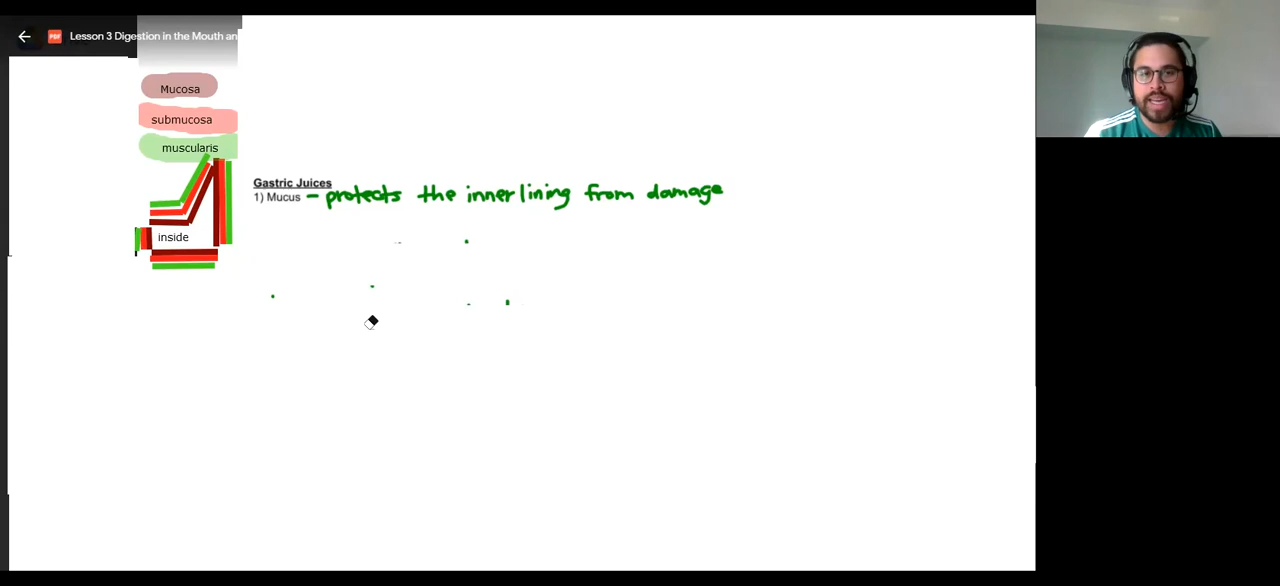 Lesson 3 Digestion in the Mouth an
Mucosa
submucosa
muscularis
inside
Gastric Juices
1) Mucus – protects the inner lining from damage